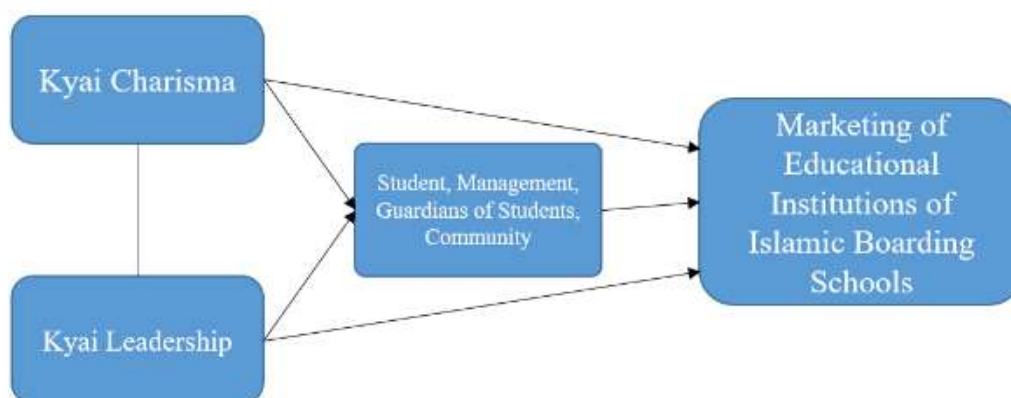 Kyai Charisma
Student, Management,
Guardians of Students,
Community
Kyai Leadership
Marketing of
Educational
Institutions of
Islamic Boarding
Schools